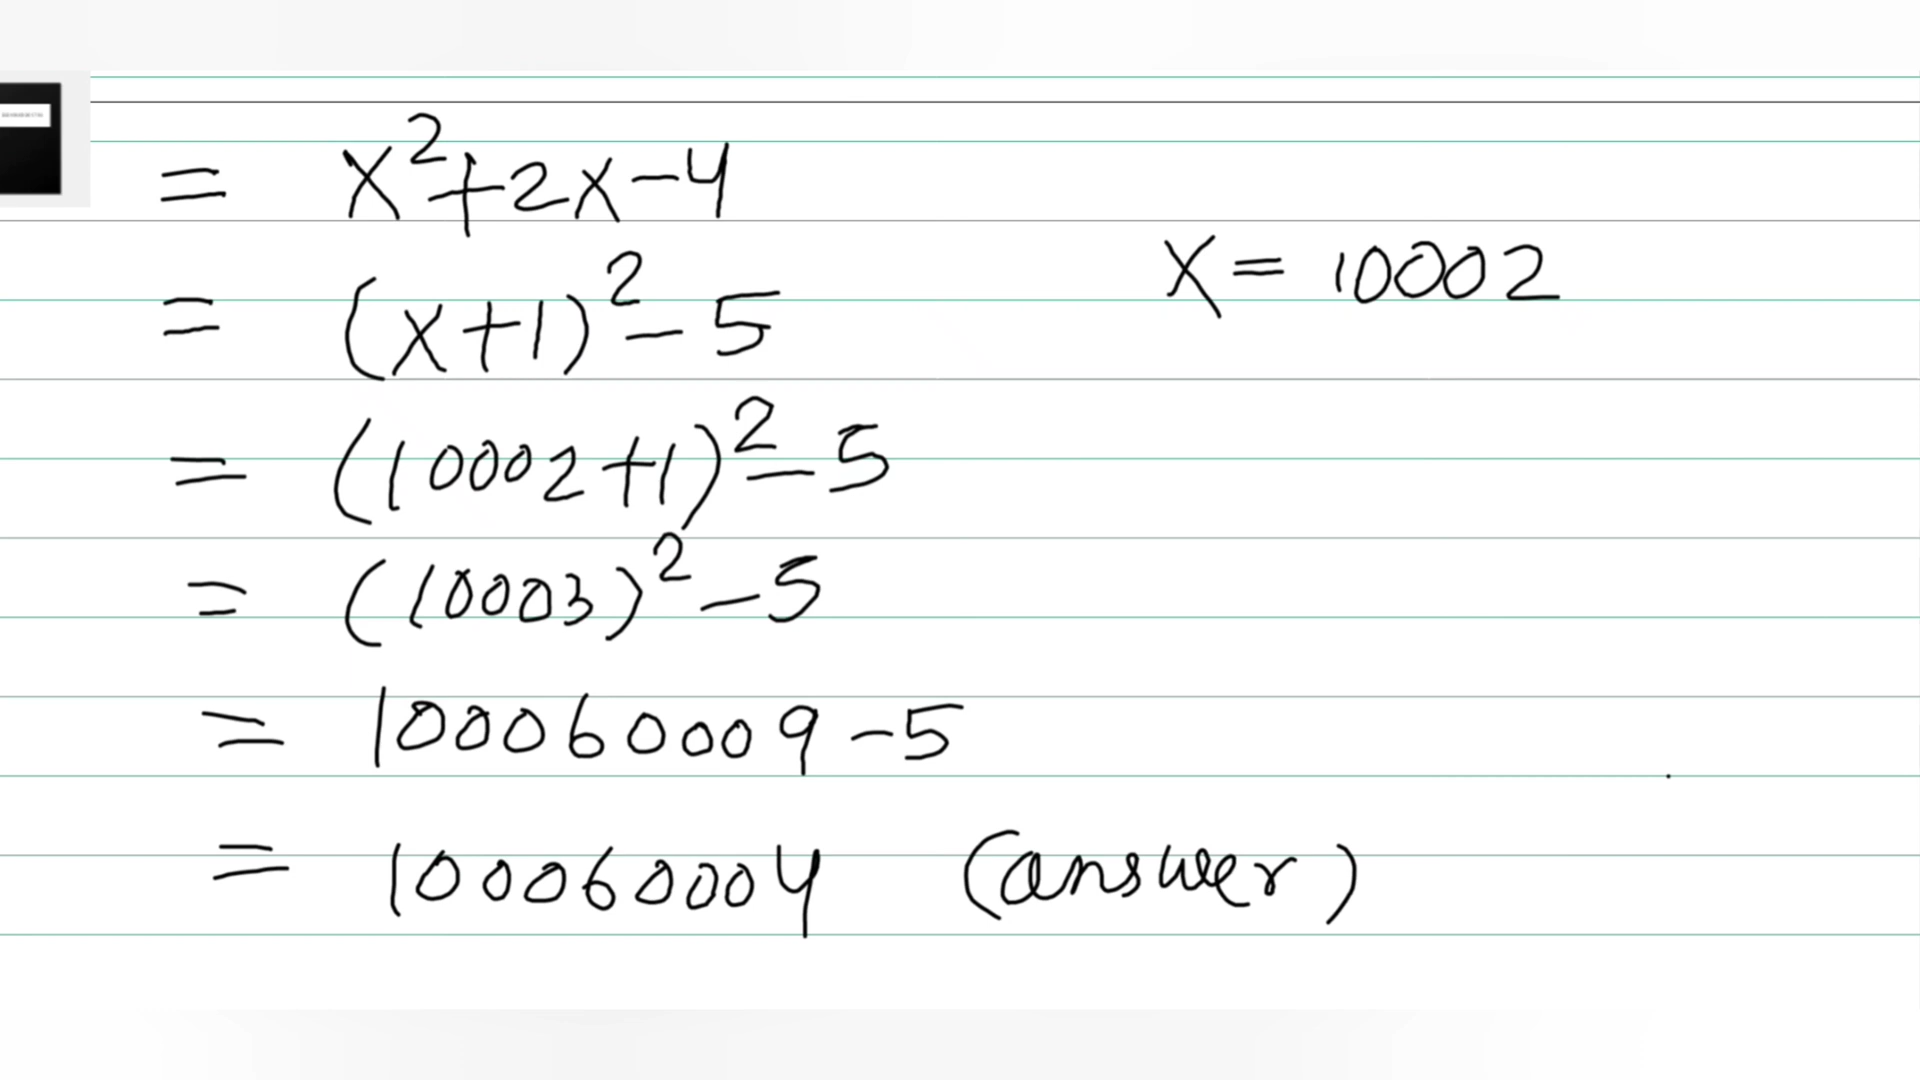 = x²+2x-4
x = 10002
= (x+1)²-5
= (10002+1)²-5
= (10003)²-5
= 100060009-5
= 100060004 (answer)